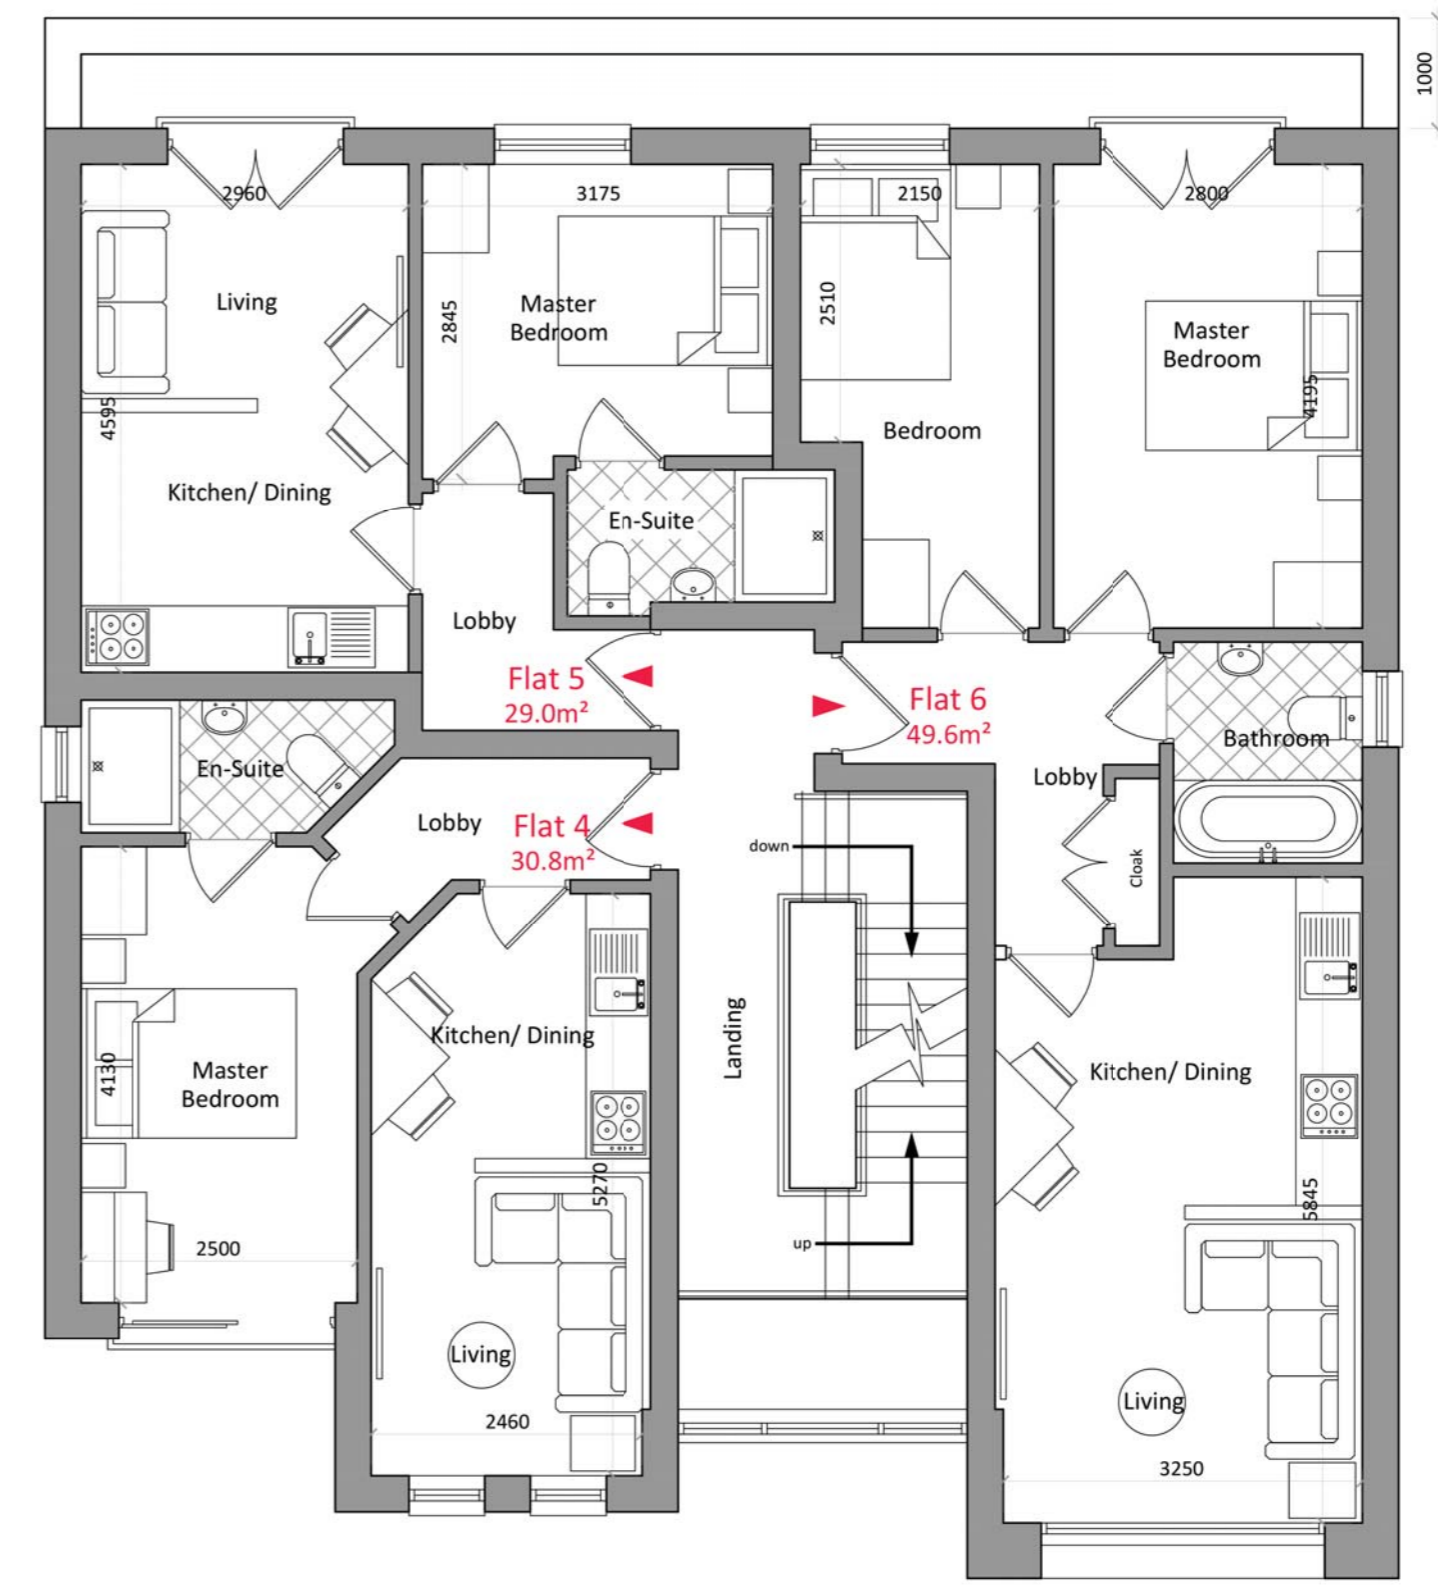 1000
2960
3175
2150
2800
Living
2845
Master
Bedroom
2510
Master
Bedroom
4595
4195
Bedroom
Kitchen/ Dining
En-Suite
Lobby
Flat 5
29.0m²
Flat 6
49.6m²
Bathroom
En-Suite
Lobby
Lobby
Flat 4
30.8m²
down
Cloak
Landing
Kitchen/ Dining
4130
Master
Bedroom
Kitchen/ Dining
5270
5845
up
2500
Living
Living
2460
3250